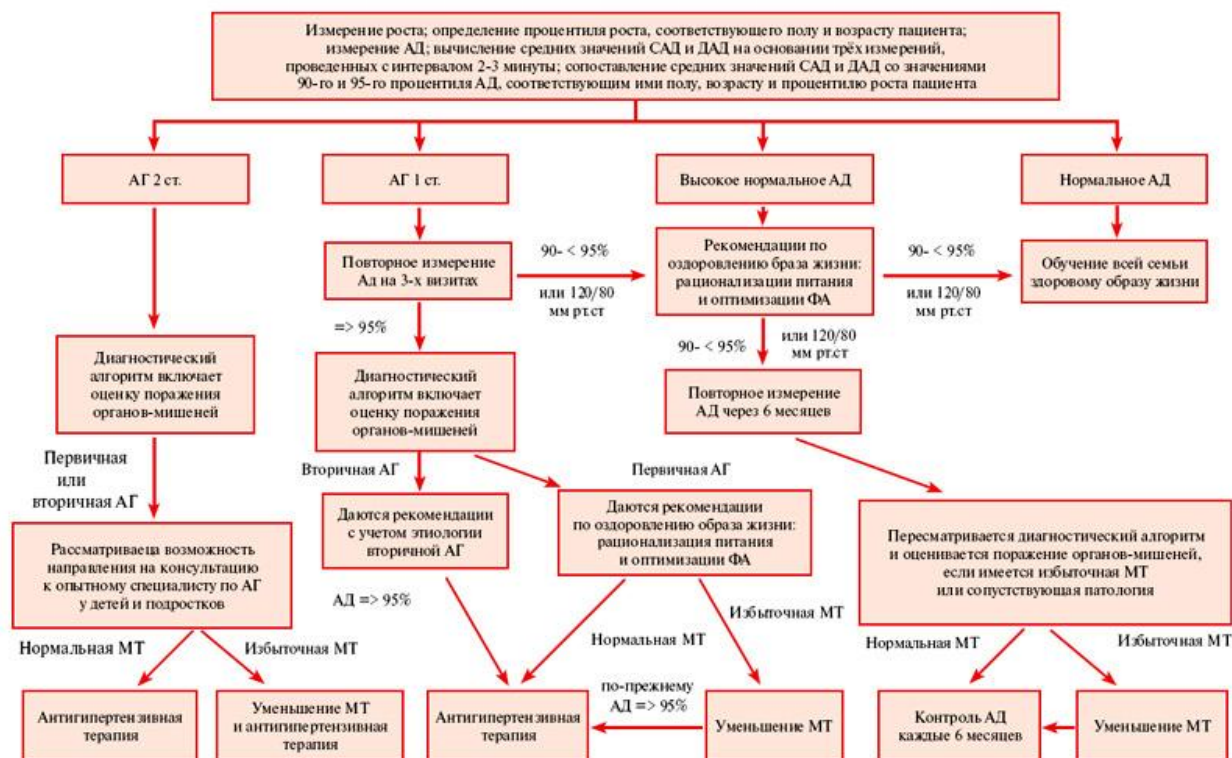 Измерение роста; определение процентиля роста, соответствующего полу и возрасту пациента;
измерение АД; вычисление средних значений САД и ДАД на основании трёх измерений,
проведенных с интервалом 2-3 минуты; сопоставление средних значений САД и ДАД со значениями
90-го и 95-го процентиля АД, соответствующим ими полу, возрасту и процентилю роста пациента
АГ 2 ст.
АГ 1 ст.
Высокое нормальное АД
Нормальное АД
Повторное измерение
Ад на 3-х визитах
90- < 95%
или 120/80
мм рт.ст
Рекомендации по
оздоровлению браза жизни:
рационализации питания
и оптимизации ФА
90- < 95%
или 120/80
мм рт.ст
Обучение всей семьи
здоровому образу жизни
=> 95%
90- < 95%
или 120/80
мм рт.ст
Диагностический
алгоритм включает
оценку поражения
органов-мишеней
Диагностический
алгоритм включает
оценку поражения
органов-мишеней
Повторное измерение
АД через 6 месяцев
Первичная
или
вторичная АГ
Вторичная АГ
Первичная АГ
Рассматриваеца возможность
направления на консультацию
к опытному специалисту по АГ
у детей и подростков
Даются рекомендации
с учетом этиологии
вторичной АГ
Даются рекомендации
по оздоровлению образа жизни:
рационализация питания
и оптимизации ФА
Пересматривается диагностический алгоритм
и оценивается поражение органов-мишеней,
если имеется избыточная МТ
или сопуствующая патология
Нормальная МТ
Избыточная МТ
АД => 95%
Нормальная МТ
Избыточная МТ
Нормальная МТ
Избыточная МТ
Антигипертензивная
терапия
Уменьшение МТ
и антигипертензивная
терапия
Антигипертензивная
терапия
по-прежнему
АД => 95%
Уменьшение МТ
Контроль АД
каждые 6 месяцев
Уменьшение МТ